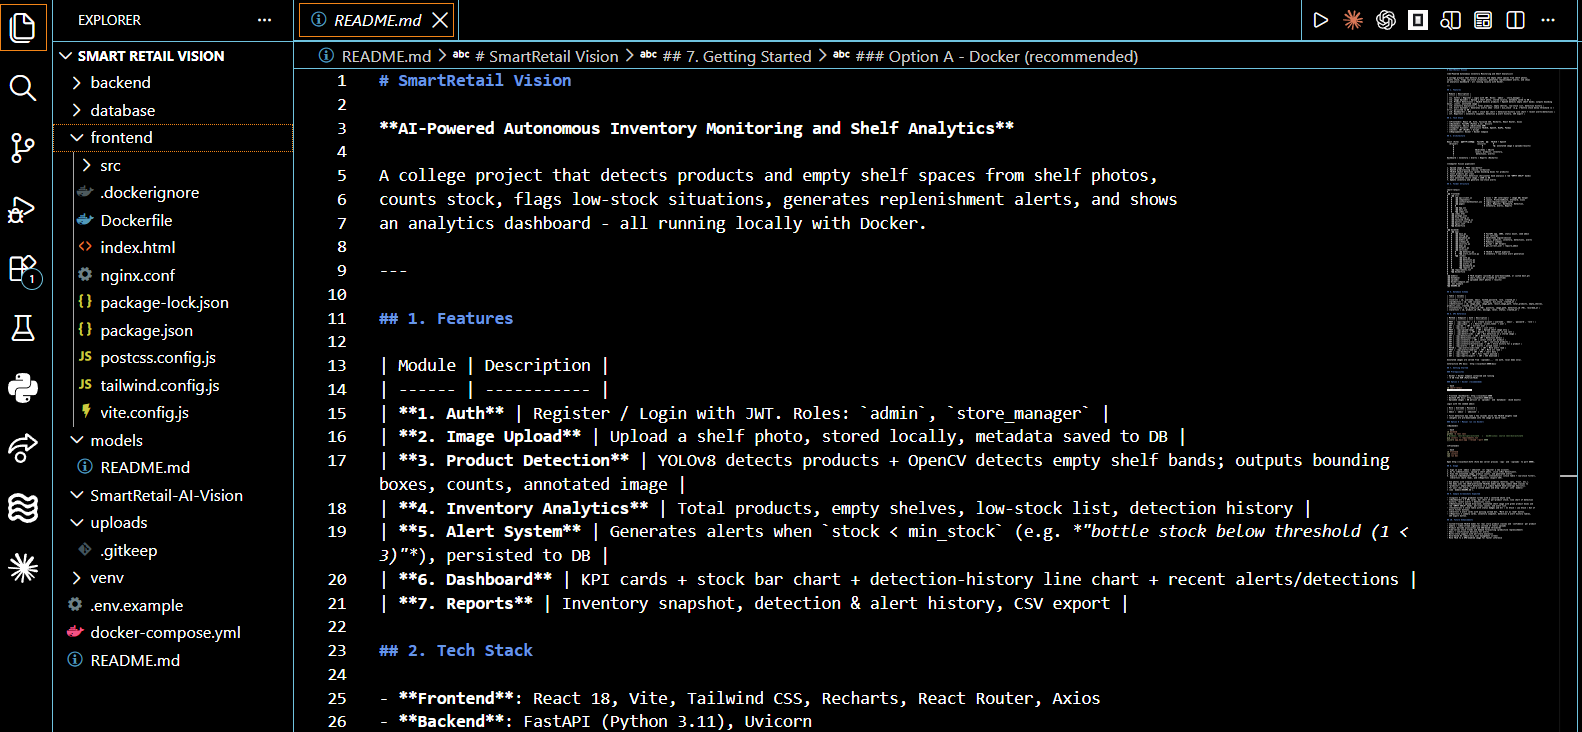 EXPLORER
SMART RETAIL VISION
backend
database
frontend
src
.dockerignore
Dockerfile
index.html
nginx.conf
package-lock.json
package.json
JS postcss.config.js
JS tailwind.config.js
vite.config.js
models
README.md
SmartRetail-AI-Vision
uploads
.gitkeep
venv
.env.example
docker-compose.yml
README.md
1
README.md
README.md > abc # SmartRetail Vision > abc ## 7. Getting Started > abc ### Option A - Docker (recommended)
1 # SmartRetail Vision
2
3 **AI-Powered Autonomous Inventory Monitoring and Shelf Analytics**
4
5 A college project that detects products and empty shelf spaces from shelf photos,
6 counts stock, flags low-stock situations, generates replenishment alerts, and shows
7 an analytics dashboard - all running locally with Docker.
8
9 ---
10
11 ## 1. Features
12
13 | Module | Description |
14 | ------ | ----------- |
15 | **1. Auth** | Register / Login with JWT. Roles: `admin`, `store_manager` |
16 | **2. Image Upload** | Upload a shelf photo, stored locally, metadata saved to DB |
17 | **3. Product Detection** | YOLOv8 detects products + OpenCV detects empty shelf bands; outputs bounding
boxes, counts, annotated image |
18 | **4. Inventory Analytics** | Total products, empty shelves, low-stock list, detection history |
19 | **5. Alert System** | Generates alerts when `stock < min_stock` (e.g. *"bottle stock below threshold (1 <
3)"*), persisted to DB |
20 | **6. Dashboard** | KPI cards + stock bar chart + detection-history line chart + recent alerts/detections |
21 | **7. Reports** | Inventory snapshot, detection & alert history, CSV export |
22
23 ## 2. Tech Stack
24
25 - **Frontend**: React 18, Vite, Tailwind CSS, Recharts, React Router, Axios
26 - **Backend**: FastAPI (Python 3.11), Uvicorn